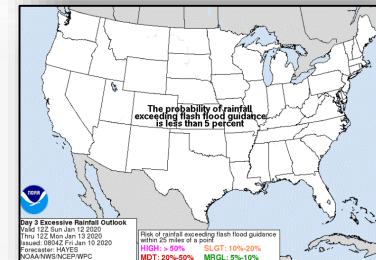 The probability of rainfall
exceeding flash flood guidance
is less than 5 percent
NOAA
Day 3 Excessive Rainfall Outlook
Valid 12Z Sun Jan 12 2020
Thru 12Z Mon Jan 13 2020
Issued: 0804Z Fri Jan 10 2020
Forecaster: HAYES
NOAA/NWS/NCEP/WPC
Risk of rainfall exceeding flash flood guidance
within 25 miles of a point
HIGH: > 50% SLGT: 10%-20%
MDT: 20%-50% MRGL: 5%-10%